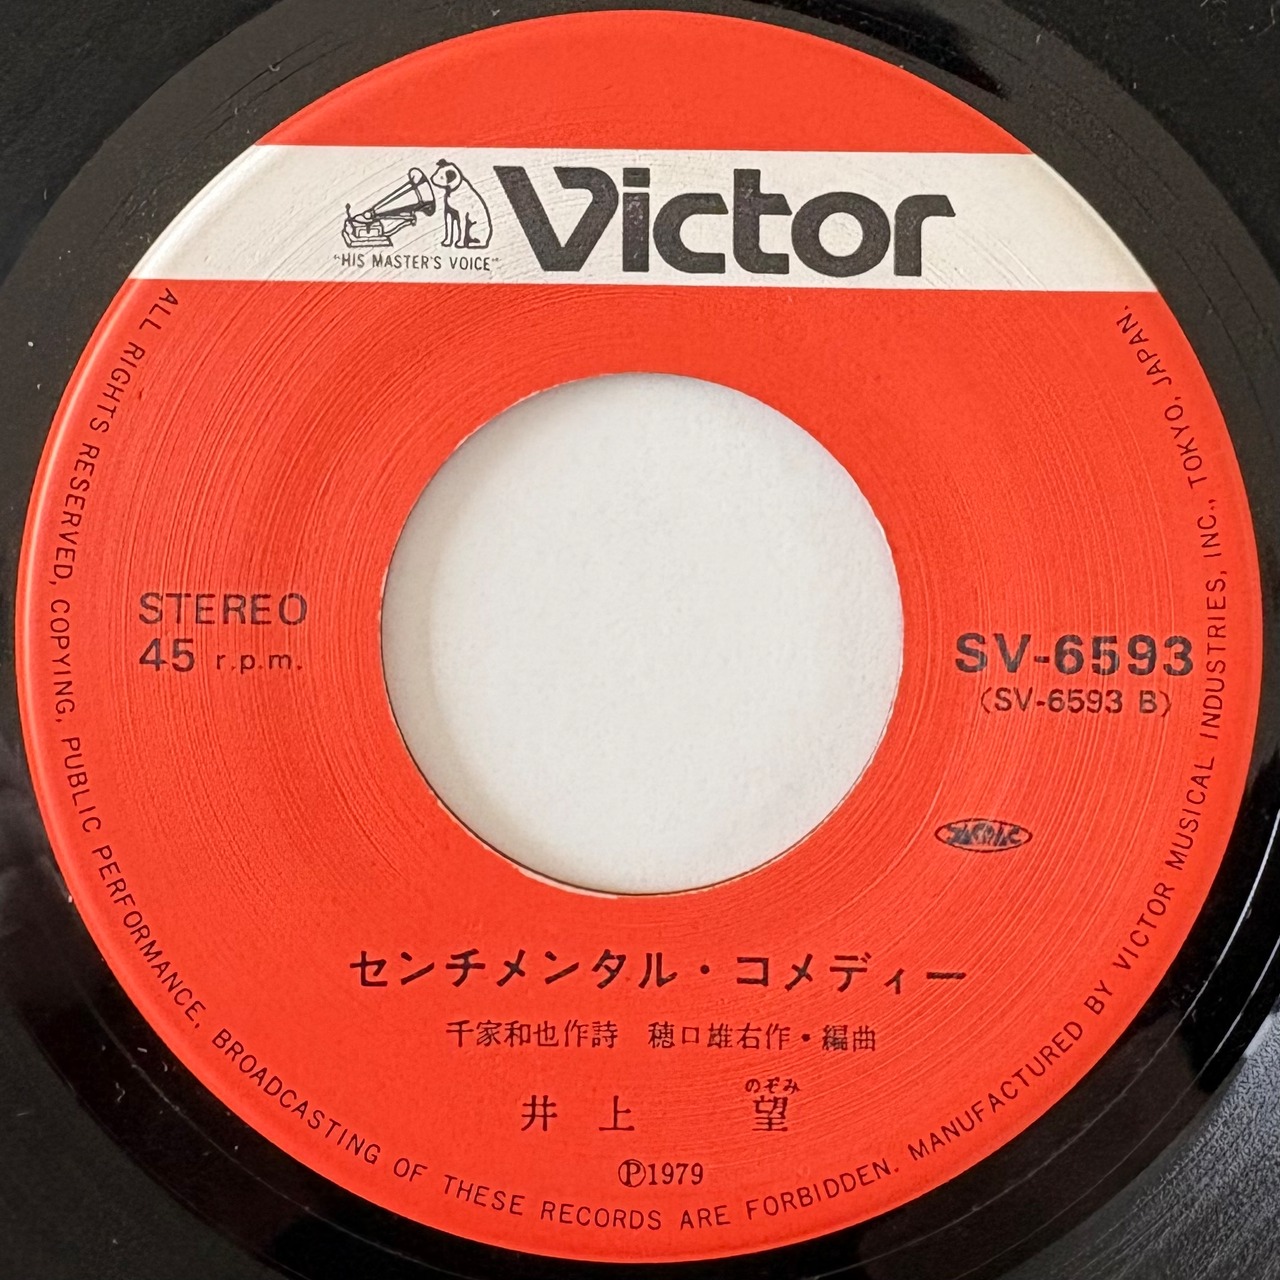 Victor
"HIS MASTER'S VOICE"
STEREO
45 r.p.m.
SV-6593
(SV-6593 B)
JASRAC
センチメンタル・コメディー
千家和也作詩 穂口雄右作・編曲
のぞみ
井上 望
Ⓟ1979
ALL RIGHTS RESERVED, COPYING, PUBLIC PERFORMANCE, BROADCASTING OF THESE RECORDS ARE FORBIDDEN. MANUFACTURED BY VICTOR MUSICAL INDUSTRIES, INC., TOKYO, JAPAN.